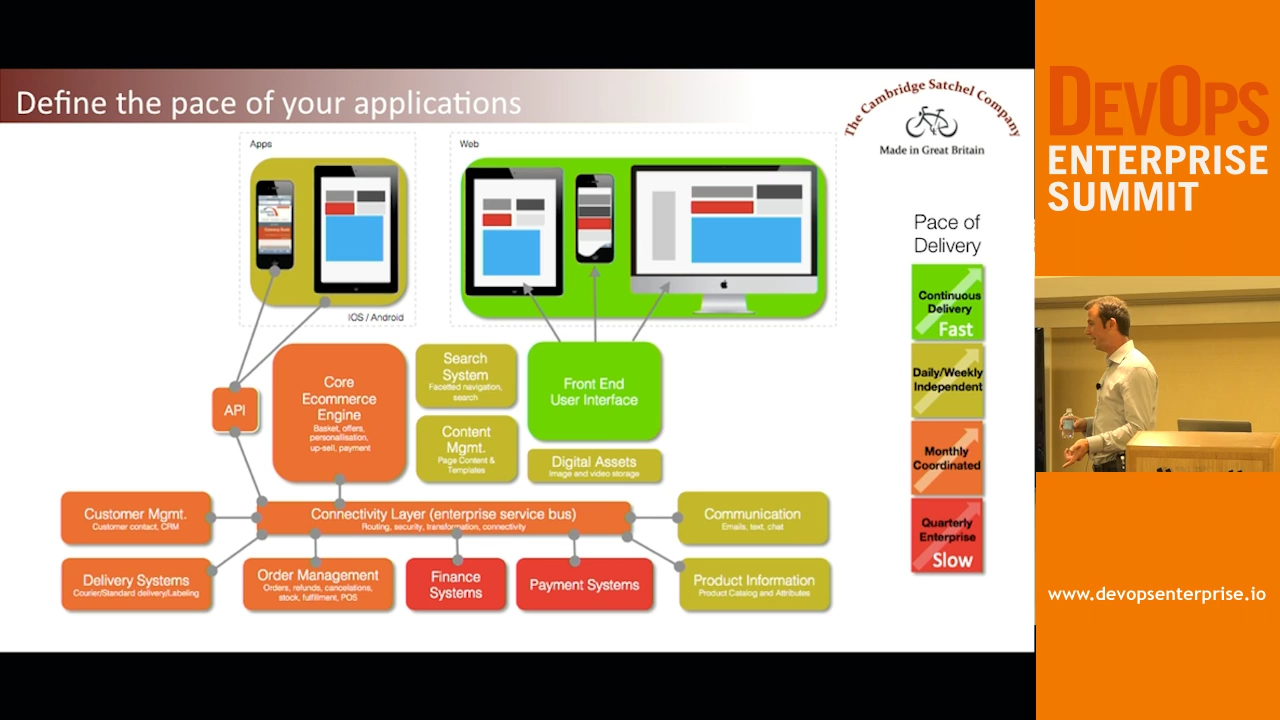 Define the pace of your applications
The Cambridge Satchel Company
Made in Great Britain
Apps
Web
IOS / Android
Pace of
Delivery
Continuous
Delivery
Fast
Daily/Weekly
Independent
Monthly
Coordinated
Quarterly
Enterprise
Slow
API
Core
Ecommerce
Engine
Basket, offers,
personalisation,
up-sell, payment
Search
System
Facetted navigation,
search
Content
Mgmt.
Page Content &
Templates
Front End
User Interface
Digital Assets
Image and video storage
Customer Mgmt.
Customer contact, CRM
Connectivity Layer (enterprise service bus)
Routing, security, transformation, connectivity
Communication
Emails, text, chat
Delivery Systems
Courier/Standard delivery/Labeling
Order Management
Orders, refunds, cancelations,
stock, fulfillment, POS
Finance
Systems
Payment Systems
Product Information
Product Catalog and Attributes
DEVOPS
ENTERPRISE
SUMMIT
www.devopsenterprise.io